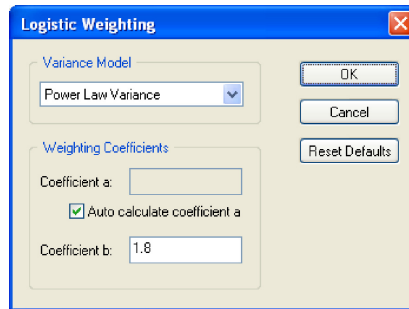 Logistic Weighting
Variance Model
Power Law Variance
OK
Cancel
Reset Defaults
Weighting Coefficients
Coefficient a:
Auto calculate coefficient a
Coefficient b: 1.8